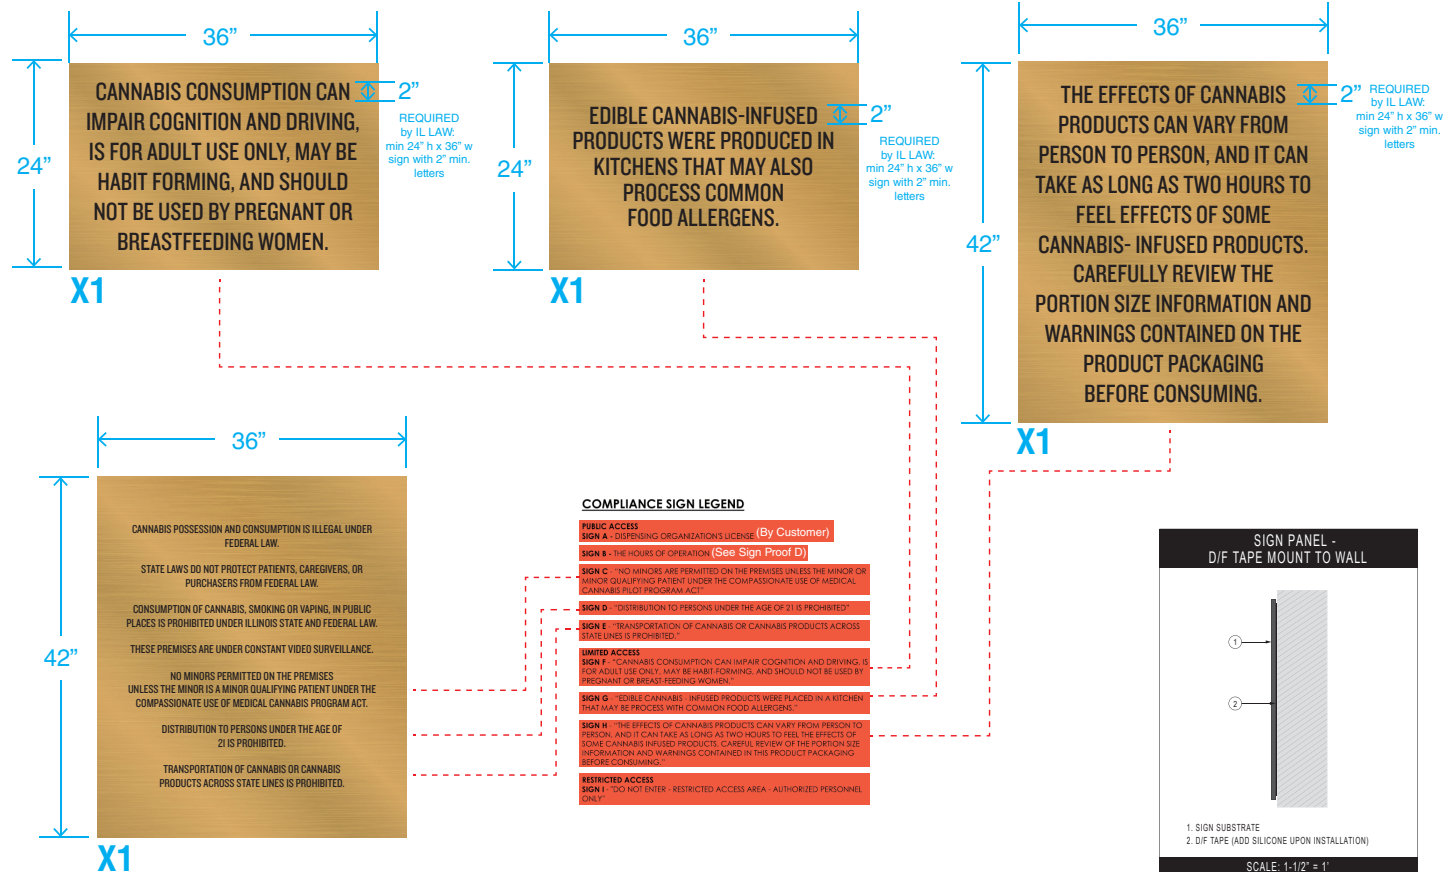 36”
24”
CANNABIS CONSUMPTION CAN
IMPAIR COGNITION AND DRIVING,
IS FOR ADULT USE ONLY, MAY BE
HABIT FORMING, AND SHOULD
NOT BE USED BY PREGNANT OR
BREASTFEEDING WOMEN.
2”
REQUIRED
by IL LAW:
min 24” h x 36” w
sign with 2” min.
letters
X1
36”
24”
EDIBLE CANNABIS-INFUSED
PRODUCTS WERE PRODUCED IN
KITCHENS THAT MAY ALSO
PROCESS COMMON
FOOD ALLERGENS.
2”
REQUIRED
by IL LAW:
min 24” h x 36” w
sign with 2” min.
letters
X1
36”
42”
THE EFFECTS OF CANNABIS
PRODUCTS CAN VARY FROM
PERSON TO PERSON, AND IT CAN
TAKE AS LONG AS TWO HOURS TO
FEEL EFFECTS OF SOME
CANNABIS- INFUSED PRODUCTS.
CAREFULLY REVIEW THE
PORTION SIZE INFORMATION AND
WARNINGS CONTAINED ON THE
PRODUCT PACKAGING
BEFORE CONSUMING.
2”
REQUIRED
by IL LAW:
min 24” h x 36” w
sign with 2” min.
letters
X1
36”
42”
CANNABIS POSSESSION AND CONSUMPTION IS ILLEGAL UNDER
FEDERAL LAW.
STATE LAWS DO NOT PROTECT PATIENTS, CAREGIVERS, OR
PURCHASERS FROM FEDERAL LAW.
CONSUMPTION OF CANNABIS, SMOKING OR VAPING, IN PUBLIC
PLACES IS PROHIBITED UNDER ILLINOIS STATE AND FEDERAL LAW.
THESE PREMISES ARE UNDER CONSTANT VIDEO SURVEILLANCE.
NO MINORS PERMITTED ON THE PREMISES
UNLESS THE MINOR IS A MINOR QUALIFYING PATIENT UNDER THE
COMPASSIONATE USE OF MEDICAL CANNABIS PROGRAM ACT.
DISTRIBUTION TO PERSONS UNDER THE AGE OF
21 IS PROHIBITED.
TRANSPORTATION OF CANNABIS OR CANNABIS
PRODUCTS ACROSS STATE LINES IS PROHIBITED.
X1
COMPLIANCE SIGN LEGEND
PUBLIC ACCESS
SIGN A - DISPENSING ORGANIZATION'S LICENSE (By Customer)
SIGN B - THE HOURS OF OPERATION (See Sign Proof D)
SIGN C - “NO MINORS ARE PERMITTED ON THE PREMISES UNLESS THE MINOR OR
MINOR QUALIFYING PATIENT UNDER THE COMPASSIONATE USE OF MEDICAL
CANNABIS PILOT PROGRAM ACT”
SIGN D - “DISTRIBUTION TO PERSONS UNDER THE AGE OF 21 IS PROHIBITED”
SIGN E - “TRANSPORTATION OF CANNABIS OR CANNABIS PRODUCTS ACROSS
STATE LINES IS PROHIBITED.”
LIMITED ACCESS
SIGN F - “CANNABIS CONSUMPTION CAN IMPAIR COGNITION AND DRIVING, IS
FOR ADULT USE ONLY, MAY BE HABIT-FORMING, AND SHOULD NOT BE USED BY
PREGNANT OR BREAST-FEEDING WOMEN.”
SIGN G - “EDIBLE CANNABIS - INFUSED PRODUCTS WERE PLACED IN A KITCHEN
THAT MAY BE PROCESS WITH COMMON FOOD ALLERGENS.”
SIGN H - “THE EFFECTS OF CANNABIS PRODUCTS CAN VARY FROM PERSON TO
PERSON, AND IT CAN TAKE AS LONG AS TWO HOURS TO FEEL THE EFFECTS OF
SOME CANNABIS INFUSED PRODUCTS. CAREFUL REVIEW OF THE PORTION SIZE
INFORMATION AND WARNINGS CONTAINED IN THIS PRODUCT PACKAGING
BEFORE CONSUMING.”
RESTRICTED ACCESS
SIGN I - “DO NOT ENTER - RESTRICTED ACCESS AREA - AUTHORIZED PERSONNEL
ONLY”
SIGN PANEL -
D/F TAPE MOUNT TO WALL
1
2
1. SIGN SUBSTRATE
2. D/F TAPE (ADD SILICONE UPON INSTALLATION)
SCALE: 1-1/2” = 1’